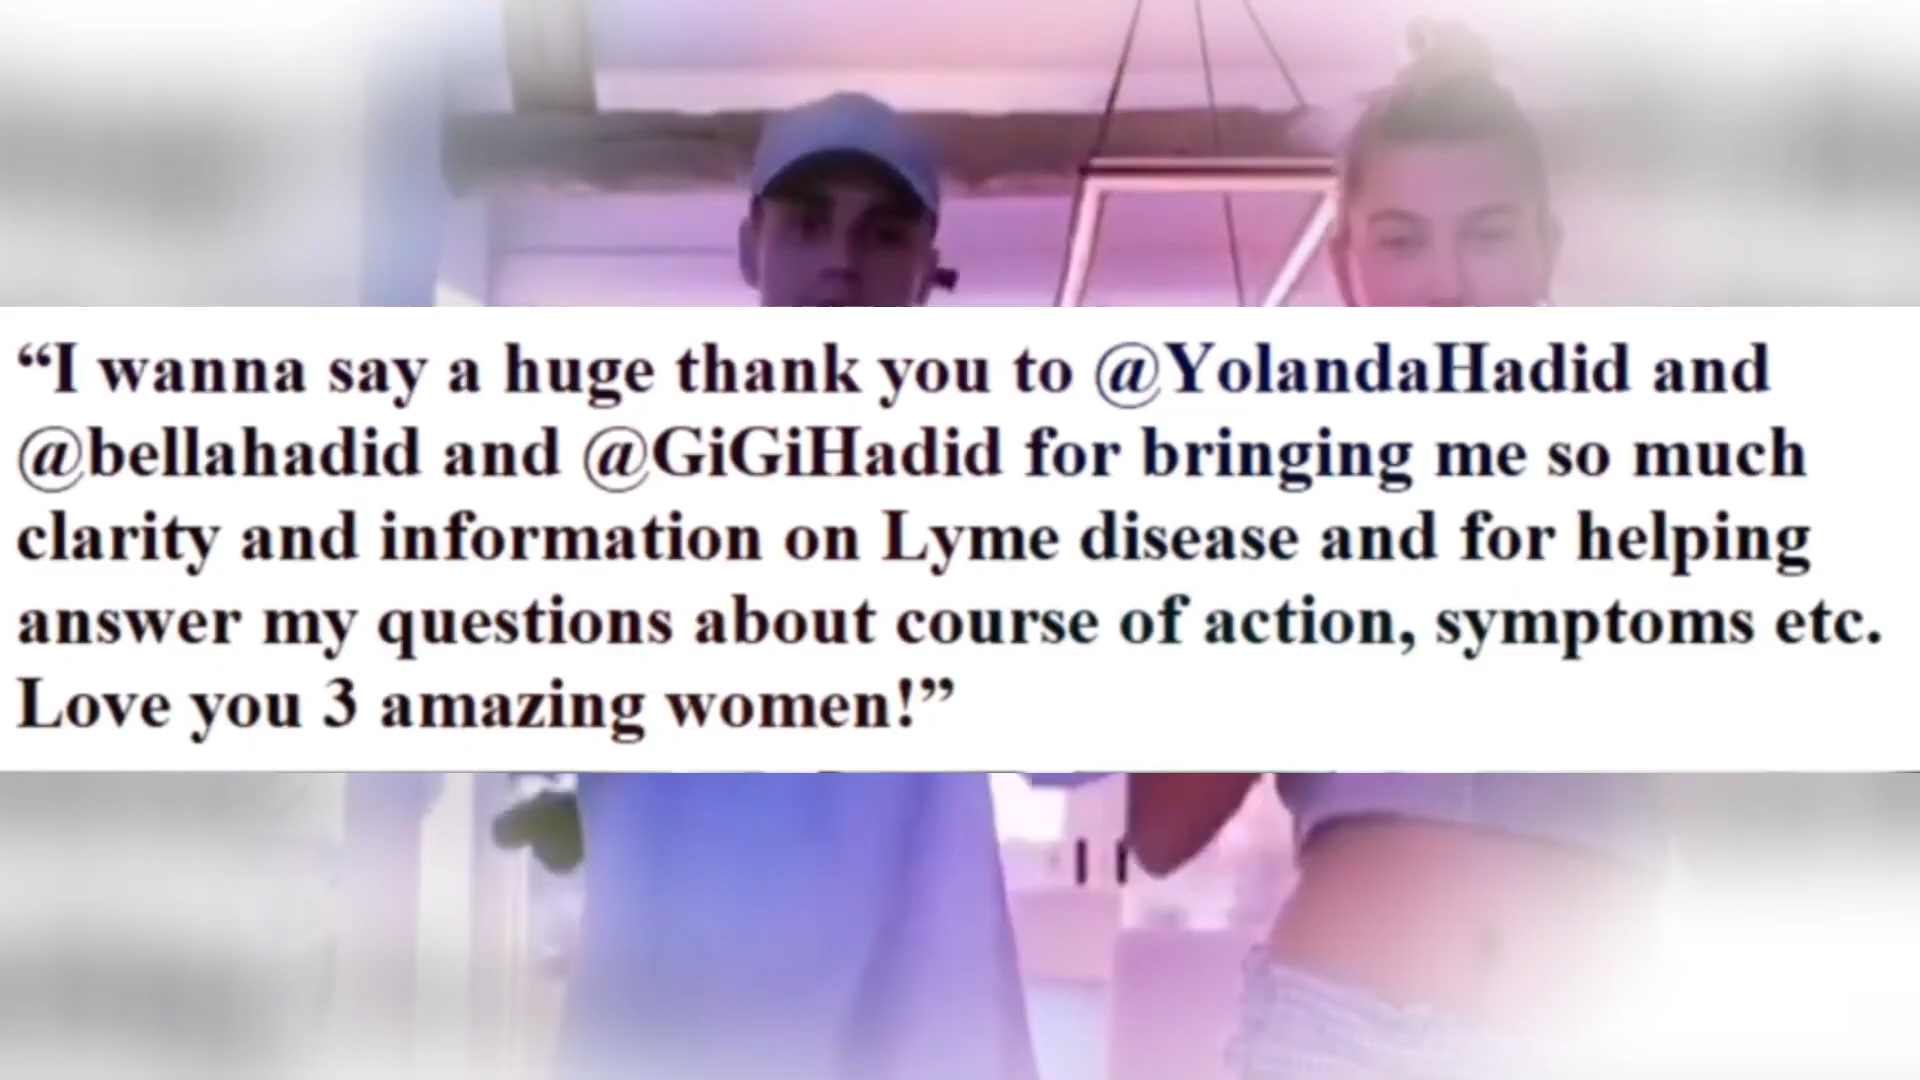 “I wanna say a huge thank you to @YolandaHadid and
@bellahadid and @GiGiHadid for bringing me so much
clarity and information on Lyme disease and for helping
answer my questions about course of action, symptoms etc.
Love you 3 amazing women!”